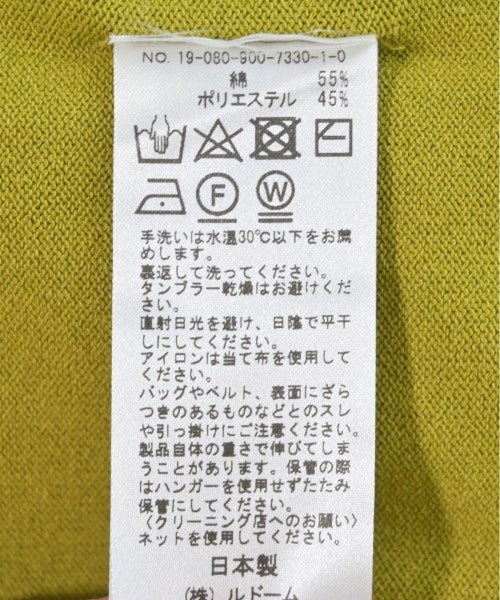 NO. 19-080-900-7330-1-0
綿 55%
ポリエステル 45%
F W
手洗いは水温30℃以下をお薦
めします。
裏返して洗ってください。
タンブラー乾燥はお避けくだ
さい。
直射日光を避け、日陰で平干
しにしてください。
アイロンは当て布を使用して
ください。
バッグやベルト、表面にざら
つきのあるものなどとのスレ
や引っ掛けにご注意ください。
製品自体の重さで伸びてしま
うことがあります。保管の際
はハンガーを使用せずたたみ
保管にしてください。
〈クリーニング店へのお願い〉
ネットを使用してください。
日本製
(株)ルドーム